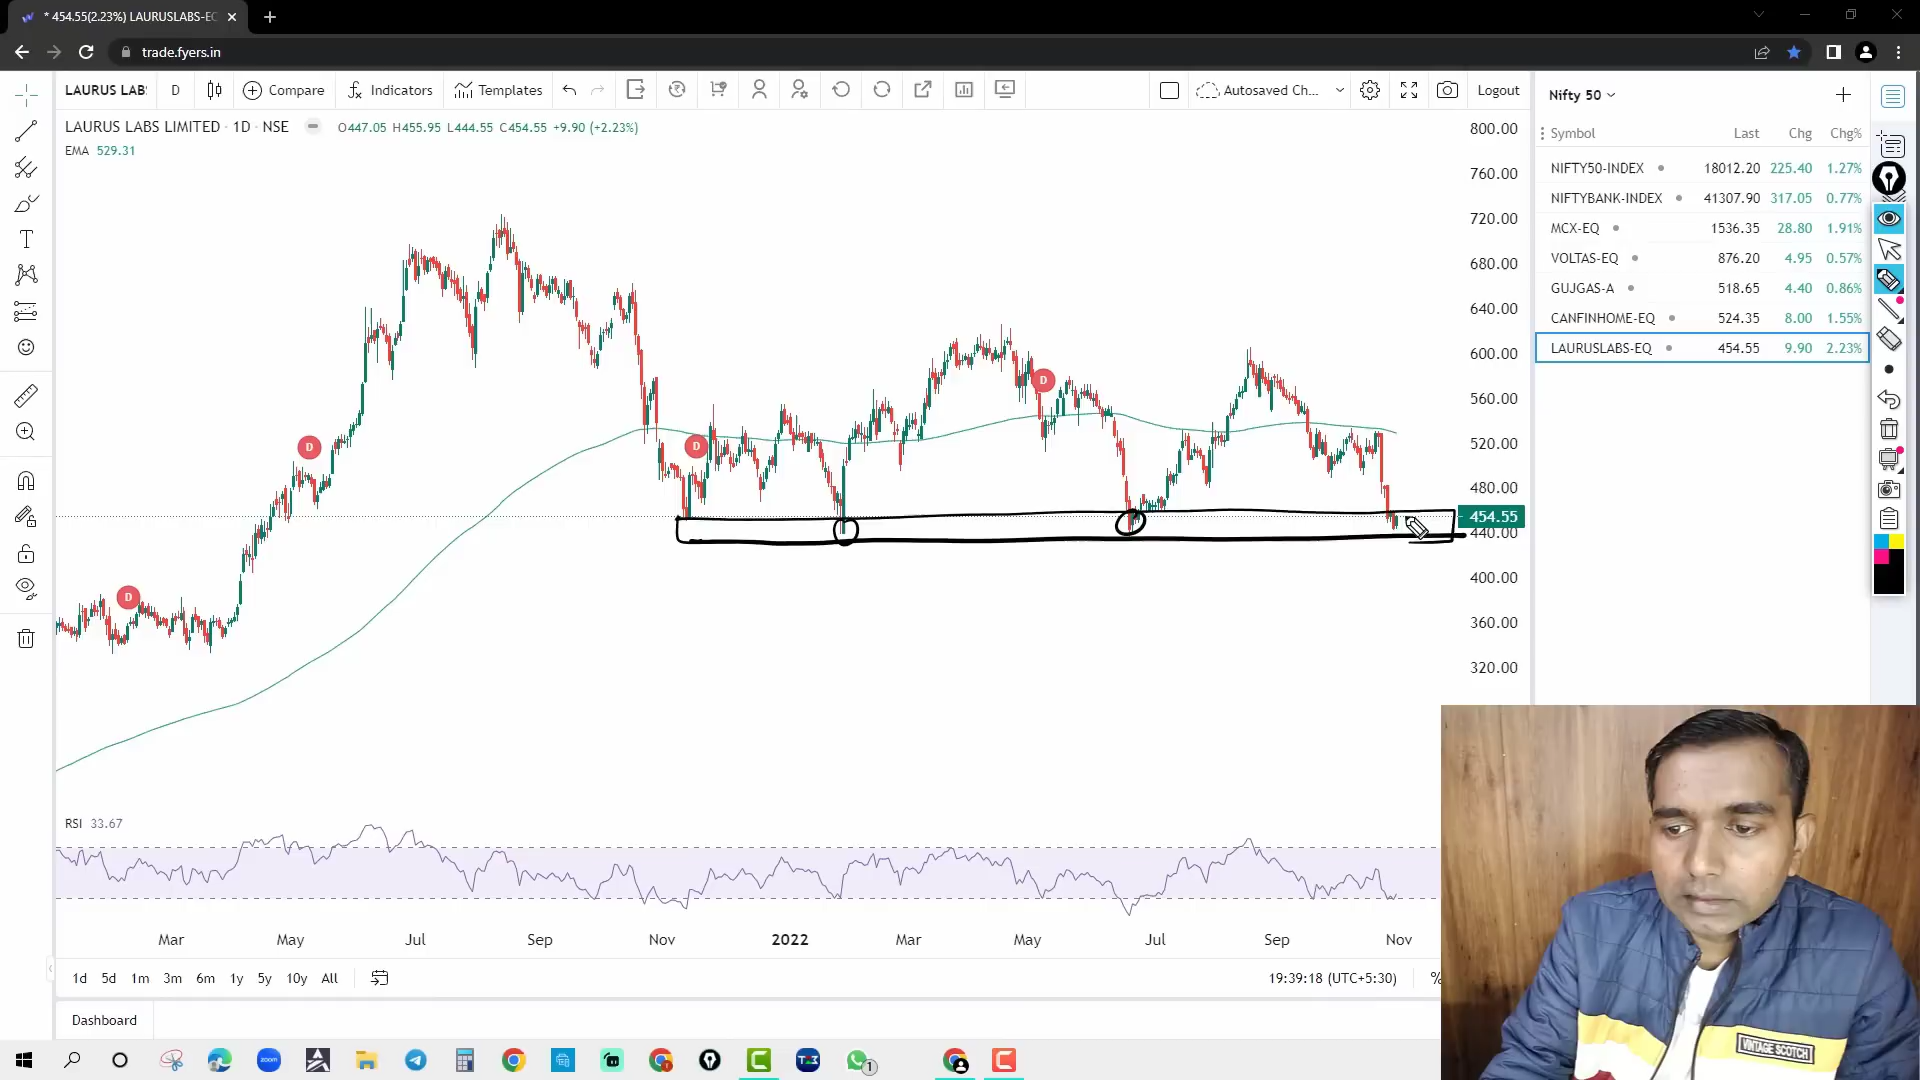 * 454.55(2.23%) LAURUSLABS-EQ
trade.fyers.in
LAURUS LABS D Compare Indicators Templates Autosaved Ch... Logout
LAURUS LABS LIMITED · 1D · NSE O447.05 H455.95 L444.55 C454.55 +9.90 (+2.23%)
EMA 529.31
800.00
760.00
720.00
680.00
640.00
600.00
560.00
520.00
480.00
454.55
440.00
400.00
360.00
320.00
D
D
D
D
RSI 33.67
Mar May Jul Sep Nov 2022 Mar May Jul Sep Nov
1d 5d 1m 3m 6m 1y 5y 10y All 19:39:18 (UTC+5:30) %
Dashboard
Nifty 50
Symbol Last Chg Chg%
NIFTY50-INDEX 18012.20 225.40 1.27%
NIFTYBANK-INDEX 41307.90 317.05 0.77%
MCX-EQ 1536.35 28.80 1.91%
VOLTAS-EQ 876.20 4.95 0.57%
GUJGAS-A 518.65 4.40 0.86%
CANFINHOME-EQ 524.35 8.00 1.55%
LAURUSLABS-EQ 454.55 9.90 2.23%
VINTAGE SCOTCH
zoom
1